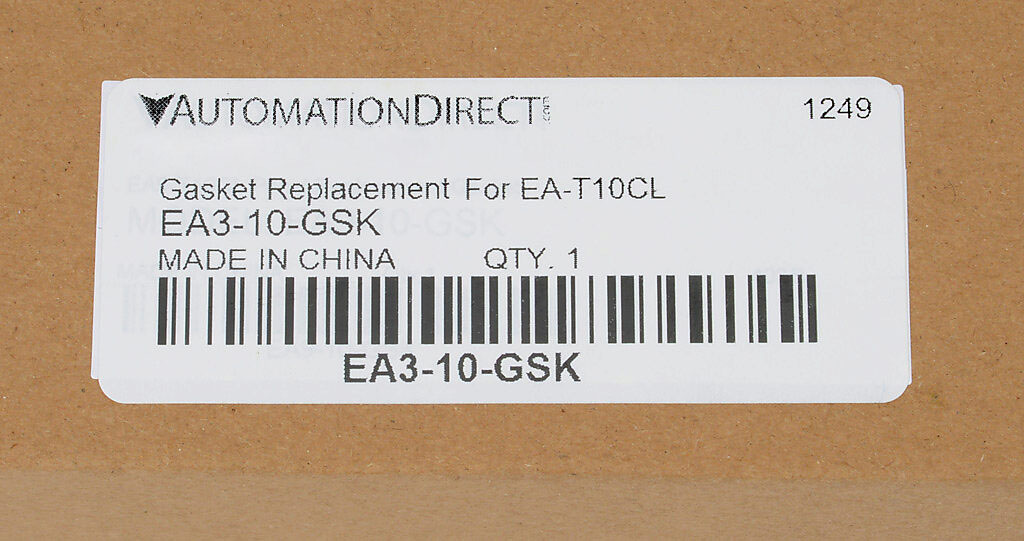 AUTOMATIONDIRECT
1249
Gasket Replacement For EA-T10CL
EA3-10-GSK
MADE IN CHINA QTY. 1
EA3-10-GSK